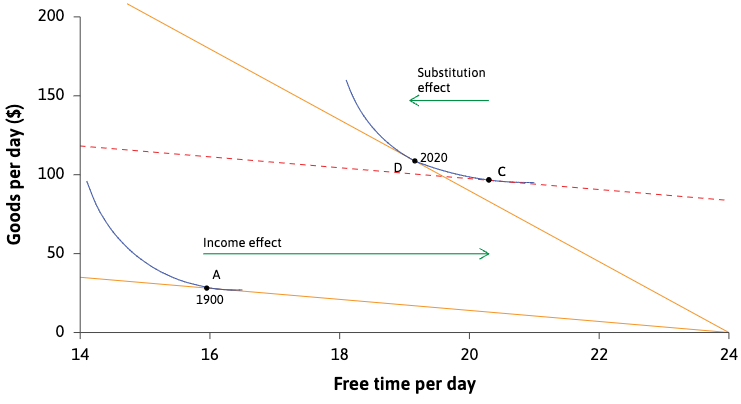 200
Substitution
effect
150
2020
D
C
100
Goods per day ($)
Income effect
50
A
1900
0
14
16
18
20
22
24
Free time per day